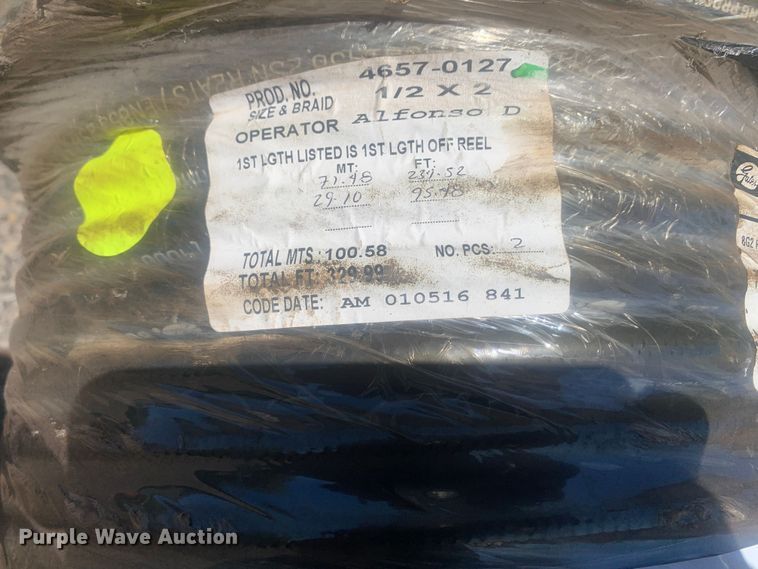 PROD. NO. 4657-0127
SIZE & BRAID 1/2 X 2
OPERATOR Alfonso D
1ST LGTH LISTED IS 1ST LGTH OFF REEL
MT: FT:
71.48 234.52
29.10 95.48
TOTAL MTS: 100.58 NO. PCS: 2
TOTAL FT: 329.99
CODE DATE: AM 010516 841
Gates
8G2
Purple Wave Auction®